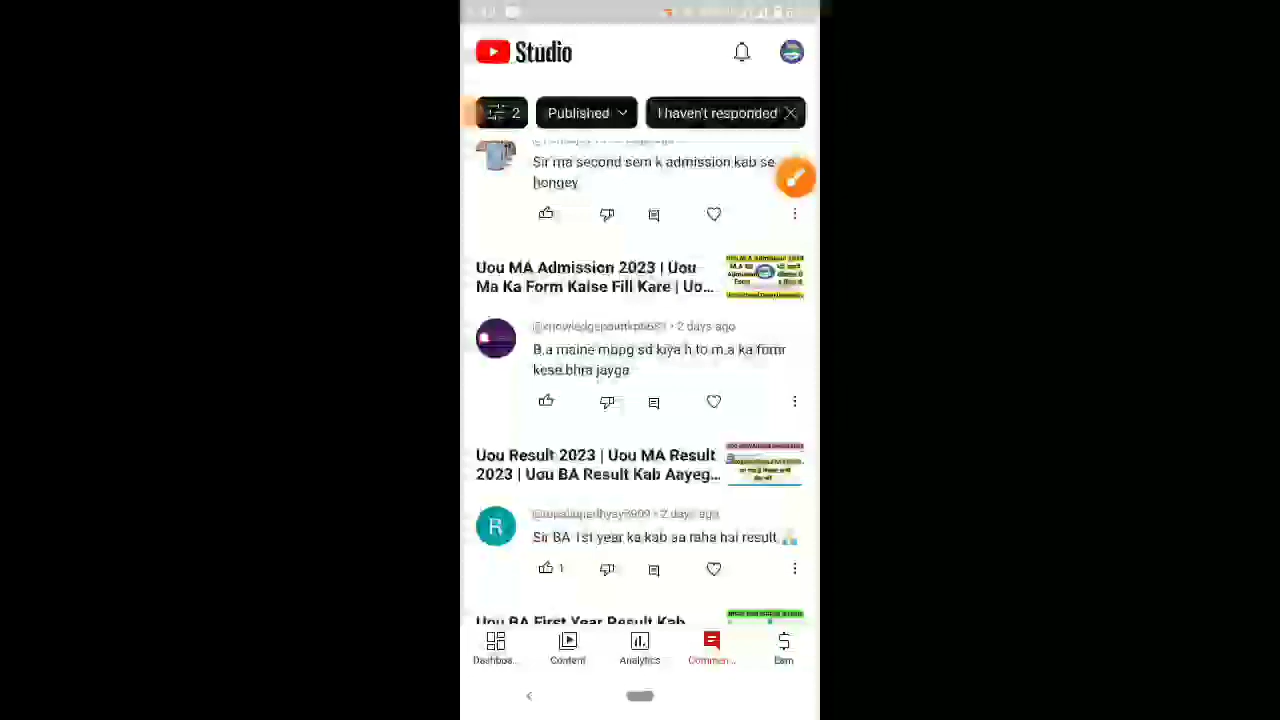 Studio
2
Published
I haven't responded
Sir ma second sem k admission kab se
hongey
Uou MA Admission 2023 | Uou
Ma Ka Form Kaise Fill Kare | Uo...
2 days ago
B.a maine mbpg sd kiya h to m.a ka form
kese bhra jayga
Uou Result 2023 | Uou MA Result
2023 | Uou BA Result Kab Aayeg...
2 days ago
Sir BA 1st year ka kab aa raha hai result
1
Uou BA First Year Result Kab
Dashboa...
Content
Analytics
Commen...
Earn